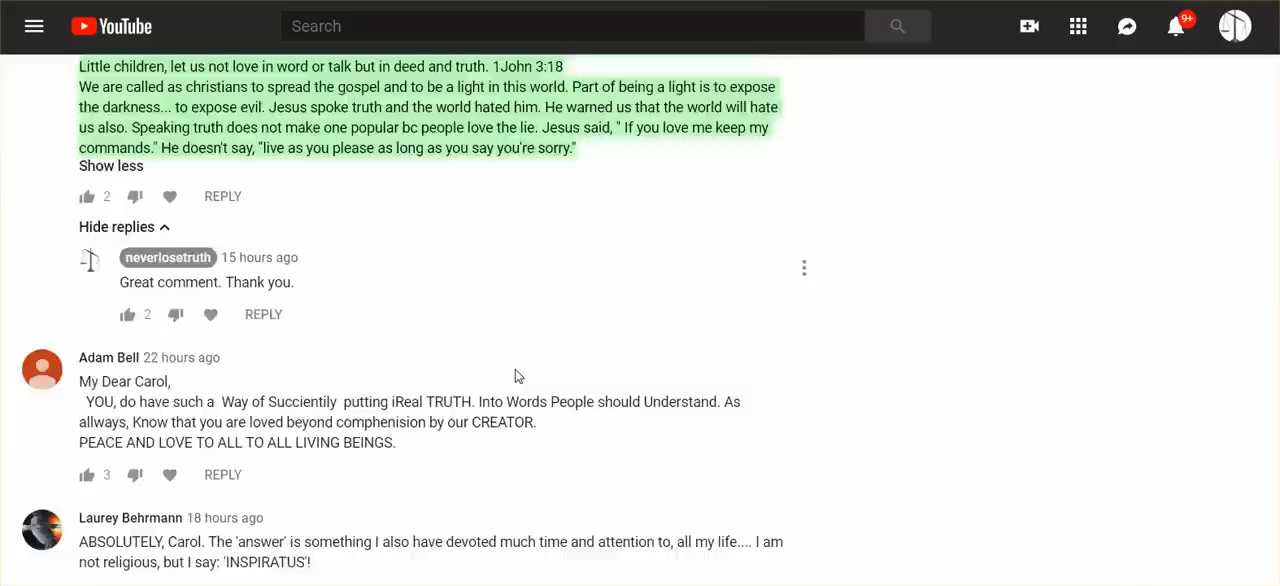 YouTube
Search
9+
Little children, let us not love in word or talk but in deed and truth. 1John 3:18
We are called as christians to spread the gospel and to be a light in this world. Part of being a light is to expose
the darkness... to expose evil. Jesus spoke truth and the world hated him. He warned us that the world will hate
us also. Speaking truth does not make one popular bc people love the lie. Jesus said, " If you love me keep my
commands." He doesn't say, "live as you please as long as you say you're sorry."
Show less
2 REPLY
Hide replies
neverlosetruth 15 hours ago
Great comment. Thank you.
2 REPLY
Adam Bell 22 hours ago
My Dear Carol,
YOU, do have such a Way of Succientily putting iReal TRUTH. Into Words People should Understand. As
allways, Know that you are loved beyond comphenision by our CREATOR.
PEACE AND LOVE TO ALL TO ALL LIVING BEINGS.
3 REPLY
Laurey Behrmann 18 hours ago
ABSOLUTELY, Carol. The 'answer' is something I also have devoted much time and attention to, all my life.... I am
not religious, but I say: 'INSPIRATUS'!